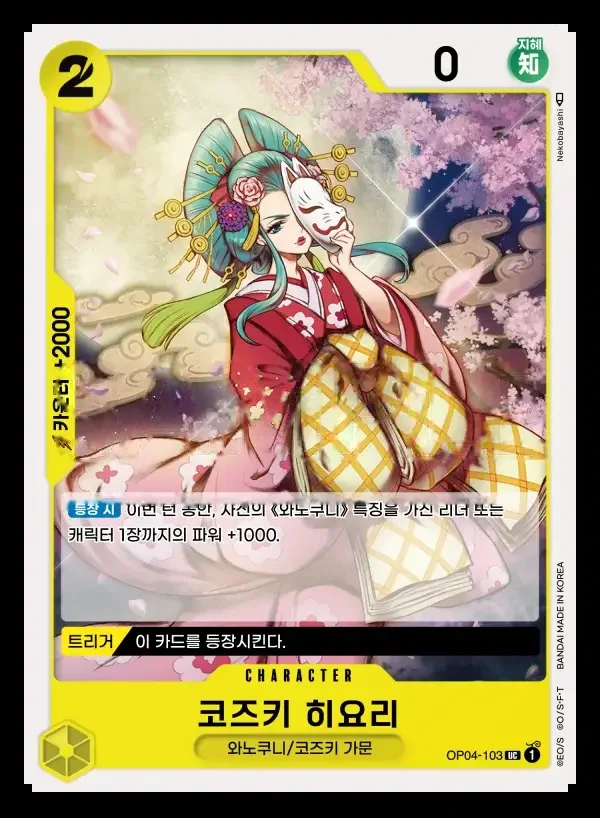 2
0
지혜
知
Nekobayashi
카운터 +2000
등장 시 이번 턴 동안, 자신의 《와노쿠니》 특징을 가진 리더 또는
캐릭터 1장까지의 파워 +1000.
트리거 이 카드를 등장시킨다.
CHARACTER
코즈키 히요리
와노쿠니/코즈키 가문
OP04-103 UC 1
©EO/S ©O/S·F·T BANDAI MADE IN KOREA